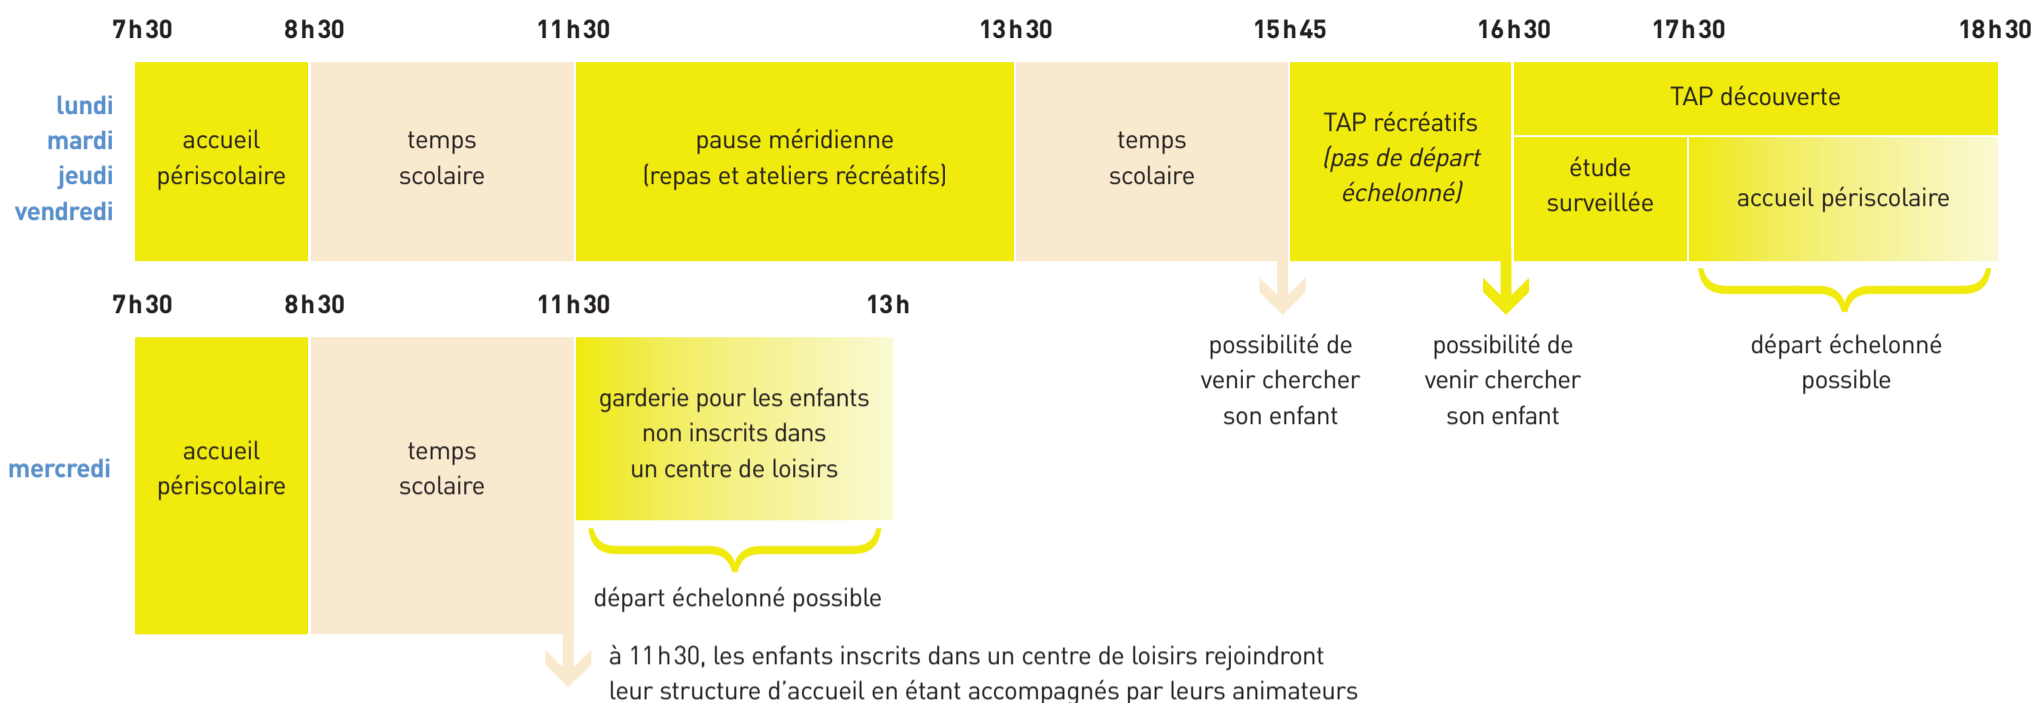 7h30 8h30 11h30 13h30 15h45 16h30 17h30 18h30
lundi
mardi
jeudi
vendredi
accueil
périscolaire
temps
scolaire
pause méridienne
(repas et ateliers récréatifs)
temps
scolaire
TAP récréatifs
(pas de départ
échelonné)
TAP découverte
étude
surveillée
accueil périscolaire
possibilité de
venir chercher
son enfant
possibilité de
venir chercher
son enfant
départ échelonné
possible
7h30 8h30 11h30 13h
mercredi
accueil
périscolaire
temps
scolaire
garderie pour les enfants
non inscrits dans
un centre de loisirs
départ échelonné possible
à 11h30, les enfants inscrits dans un centre de loisirs rejoindront
leur structure d'accueil en étant accompagnés par leurs animateurs